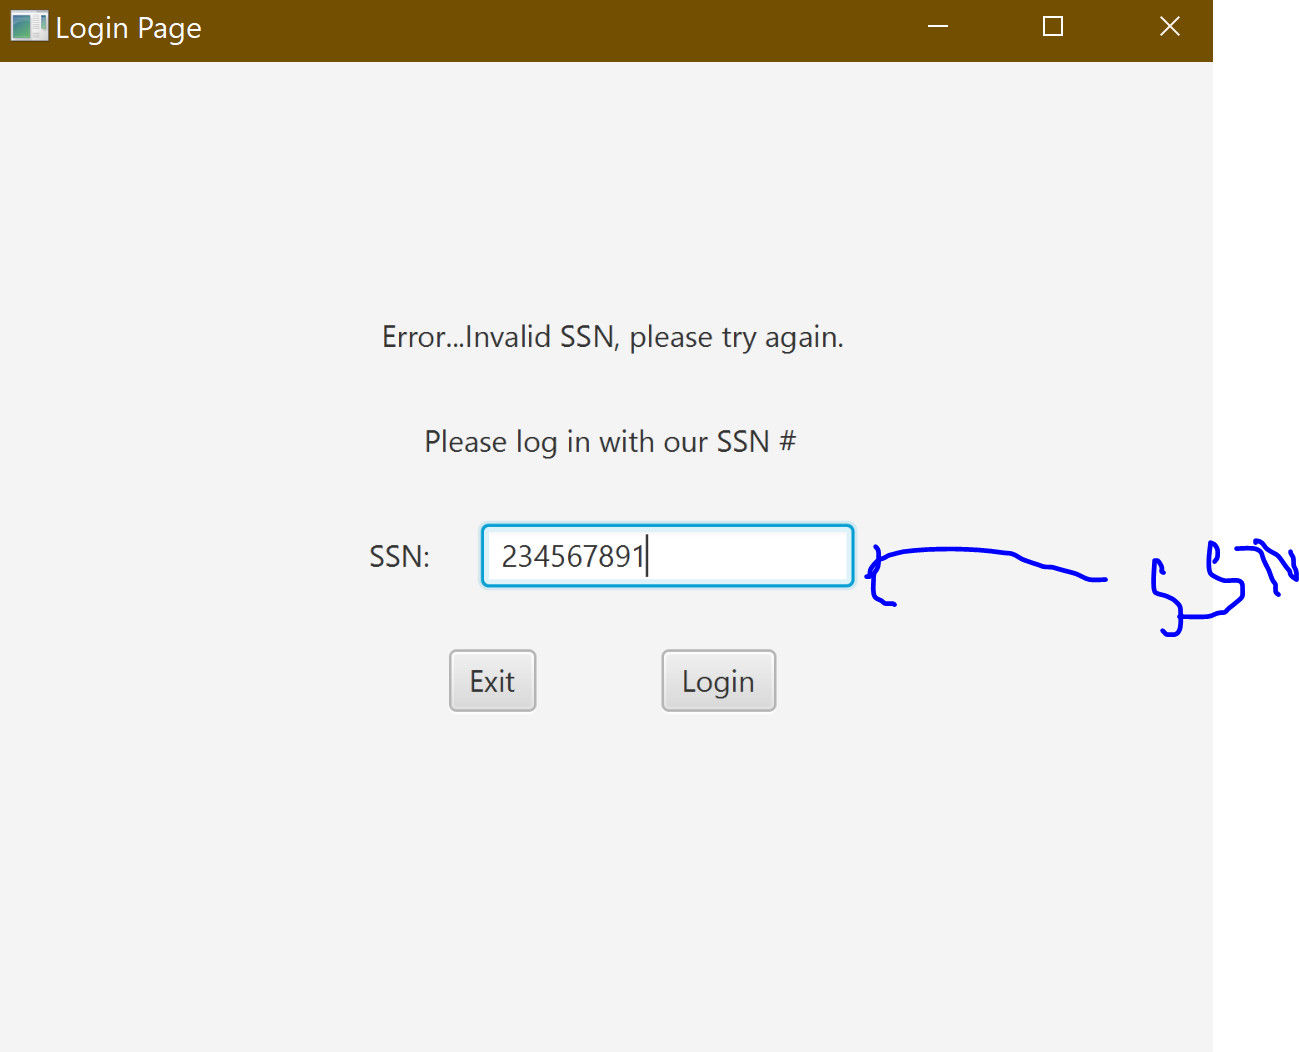 Login Page
Error...Invalid SSN, please try again.
Please log in with our SSN #
SSN: 234567891
SSN
Exit Login